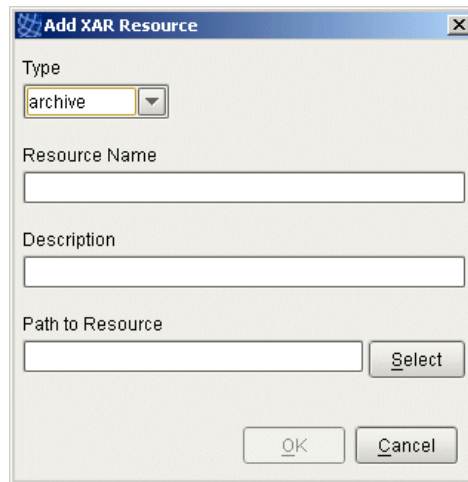 Add XAR Resource
Type
archive
Resource Name
Description
Path to Resource
Select
OK Cancel